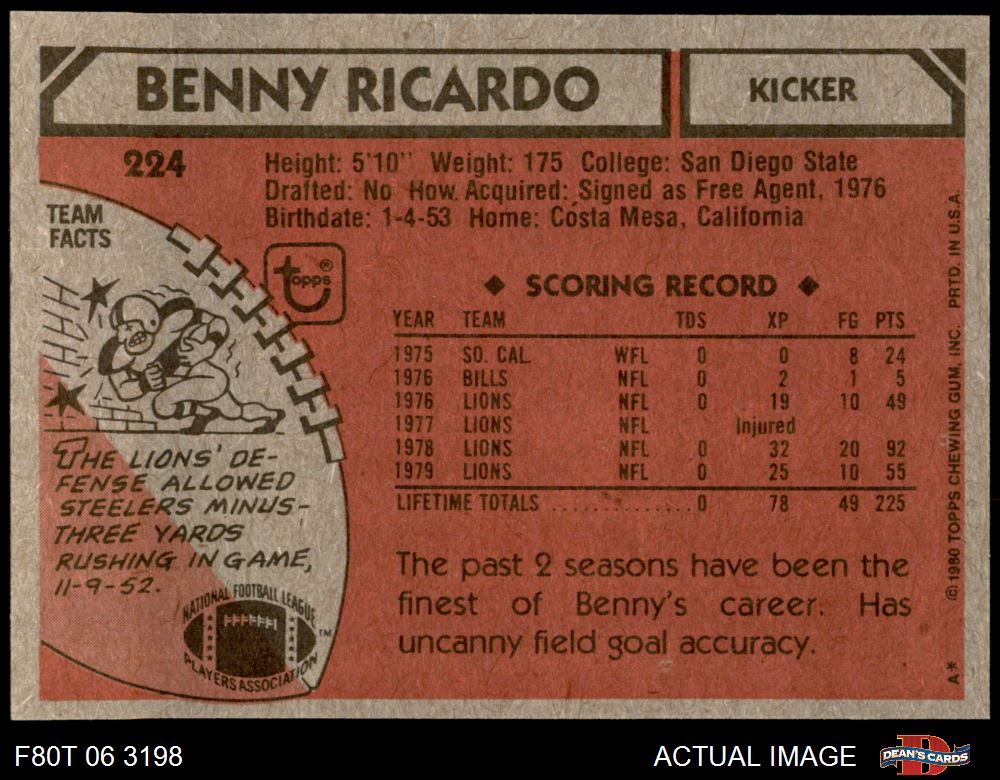 BENNY RICARDO
KICKER
224
Height: 5'10" Weight: 175 College: San Diego State
Drafted: No How Acquired: Signed as Free Agent, 1976
Birthdate: 1-4-53 Home: Costa Mesa, California
TEAM
FACTS
topps®
HAHAH
THE LIONS' DE-
FENSE ALLOWED
STEELERS MINUS-
THREE YARDS
RUSHING IN GAME,
11-9-52.
NATIONAL FOOTBALL LEAGUE
PLAYERS ASSOCIATION
TM
◆ SCORING RECORD ◆
YEAR TEAM TDS XP FG PTS
1975 SO. CAL. WFL 0 0 8 24
1976 BILLS NFL 0 2 1 5
1976 LIONS NFL 0 19 10 49
1977 LIONS NFL Injured
1978 LIONS NFL 0 32 20 92
1979 LIONS NFL 0 25 10 55
LIFETIME TOTALS ............... 0 78 49 225
The past 2 seasons have been the
finest of Benny's career. Has
uncanny field goal accuracy.
A* © 1980 TOPPS CHEWING GUM, INC. PRTD. IN U.S.A.
F80T 06 3198
ACTUAL IMAGE
D
DEAN'S CARDS